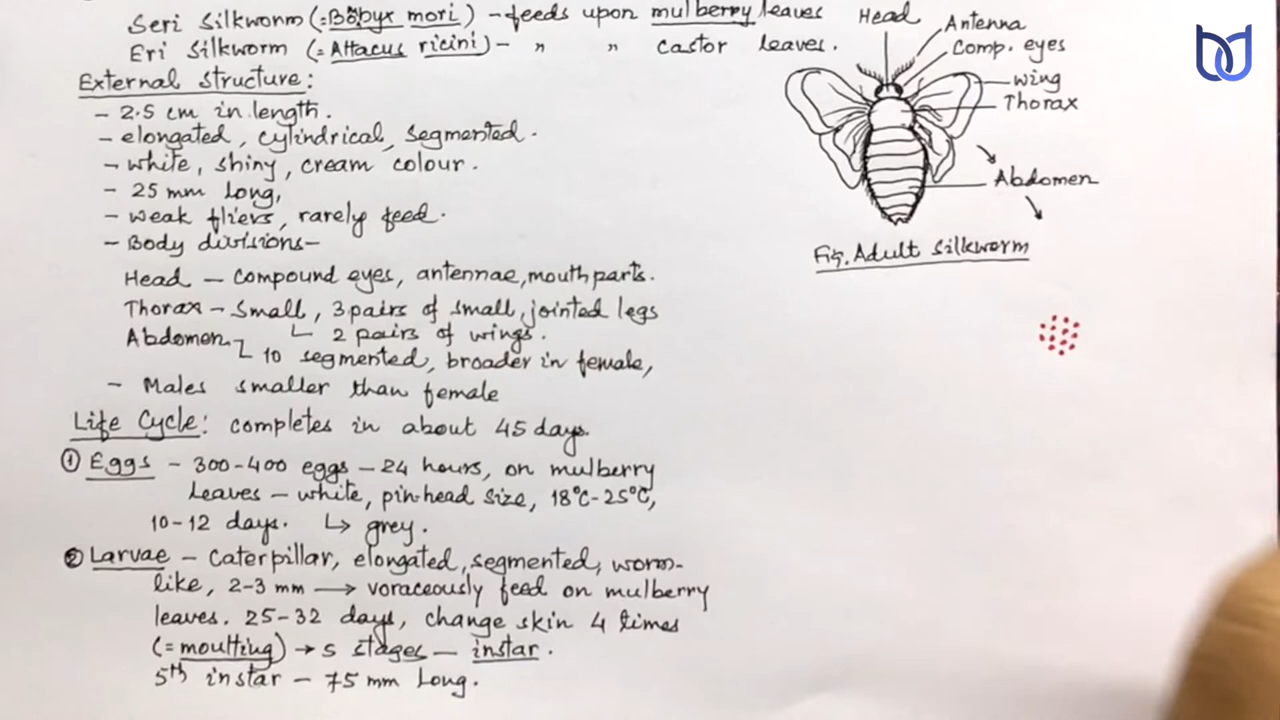 Seri Silkworm (=Bobyx mori) - feeds upon mulberry leaves
Eri Silkworm (= Attacus ricini) - " " castor leaves.
External structure:
- 2.5 cm in length.
- elongated, cylindrical, segmented.
- white, shiny, cream colour.
- 25 mm long,
- weak fliers, rarely feed.
- Body divisions-
Head - compound eyes, antennae, mouth parts.
Thorax - Small, 3 pairs of small, jointed legs
↳ 2 pairs of wings.
Abdomen
↳ 10 segmented, broader in female,
- Males smaller than female
Life Cycle: completes in about 45 days.
① Eggs - 300-400 eggs - 24 hours, on mulberry
Leaves - white, pin-head size, 18°C-25°C,
10-12 days. ↳ grey.
② Larvae - Caterpillar, elongated, segmented, worm-
like, 2-3 mm → voraceously feed on mulberry
leaves. 25-32 days, change skin 4 times
(= moulting) → 5 stages - instar.
5th instar - 75 mm Long.
Head
Antenna
Comp. eyes
wing
Thorax
Abdomen
Fig. Adult Silkworm